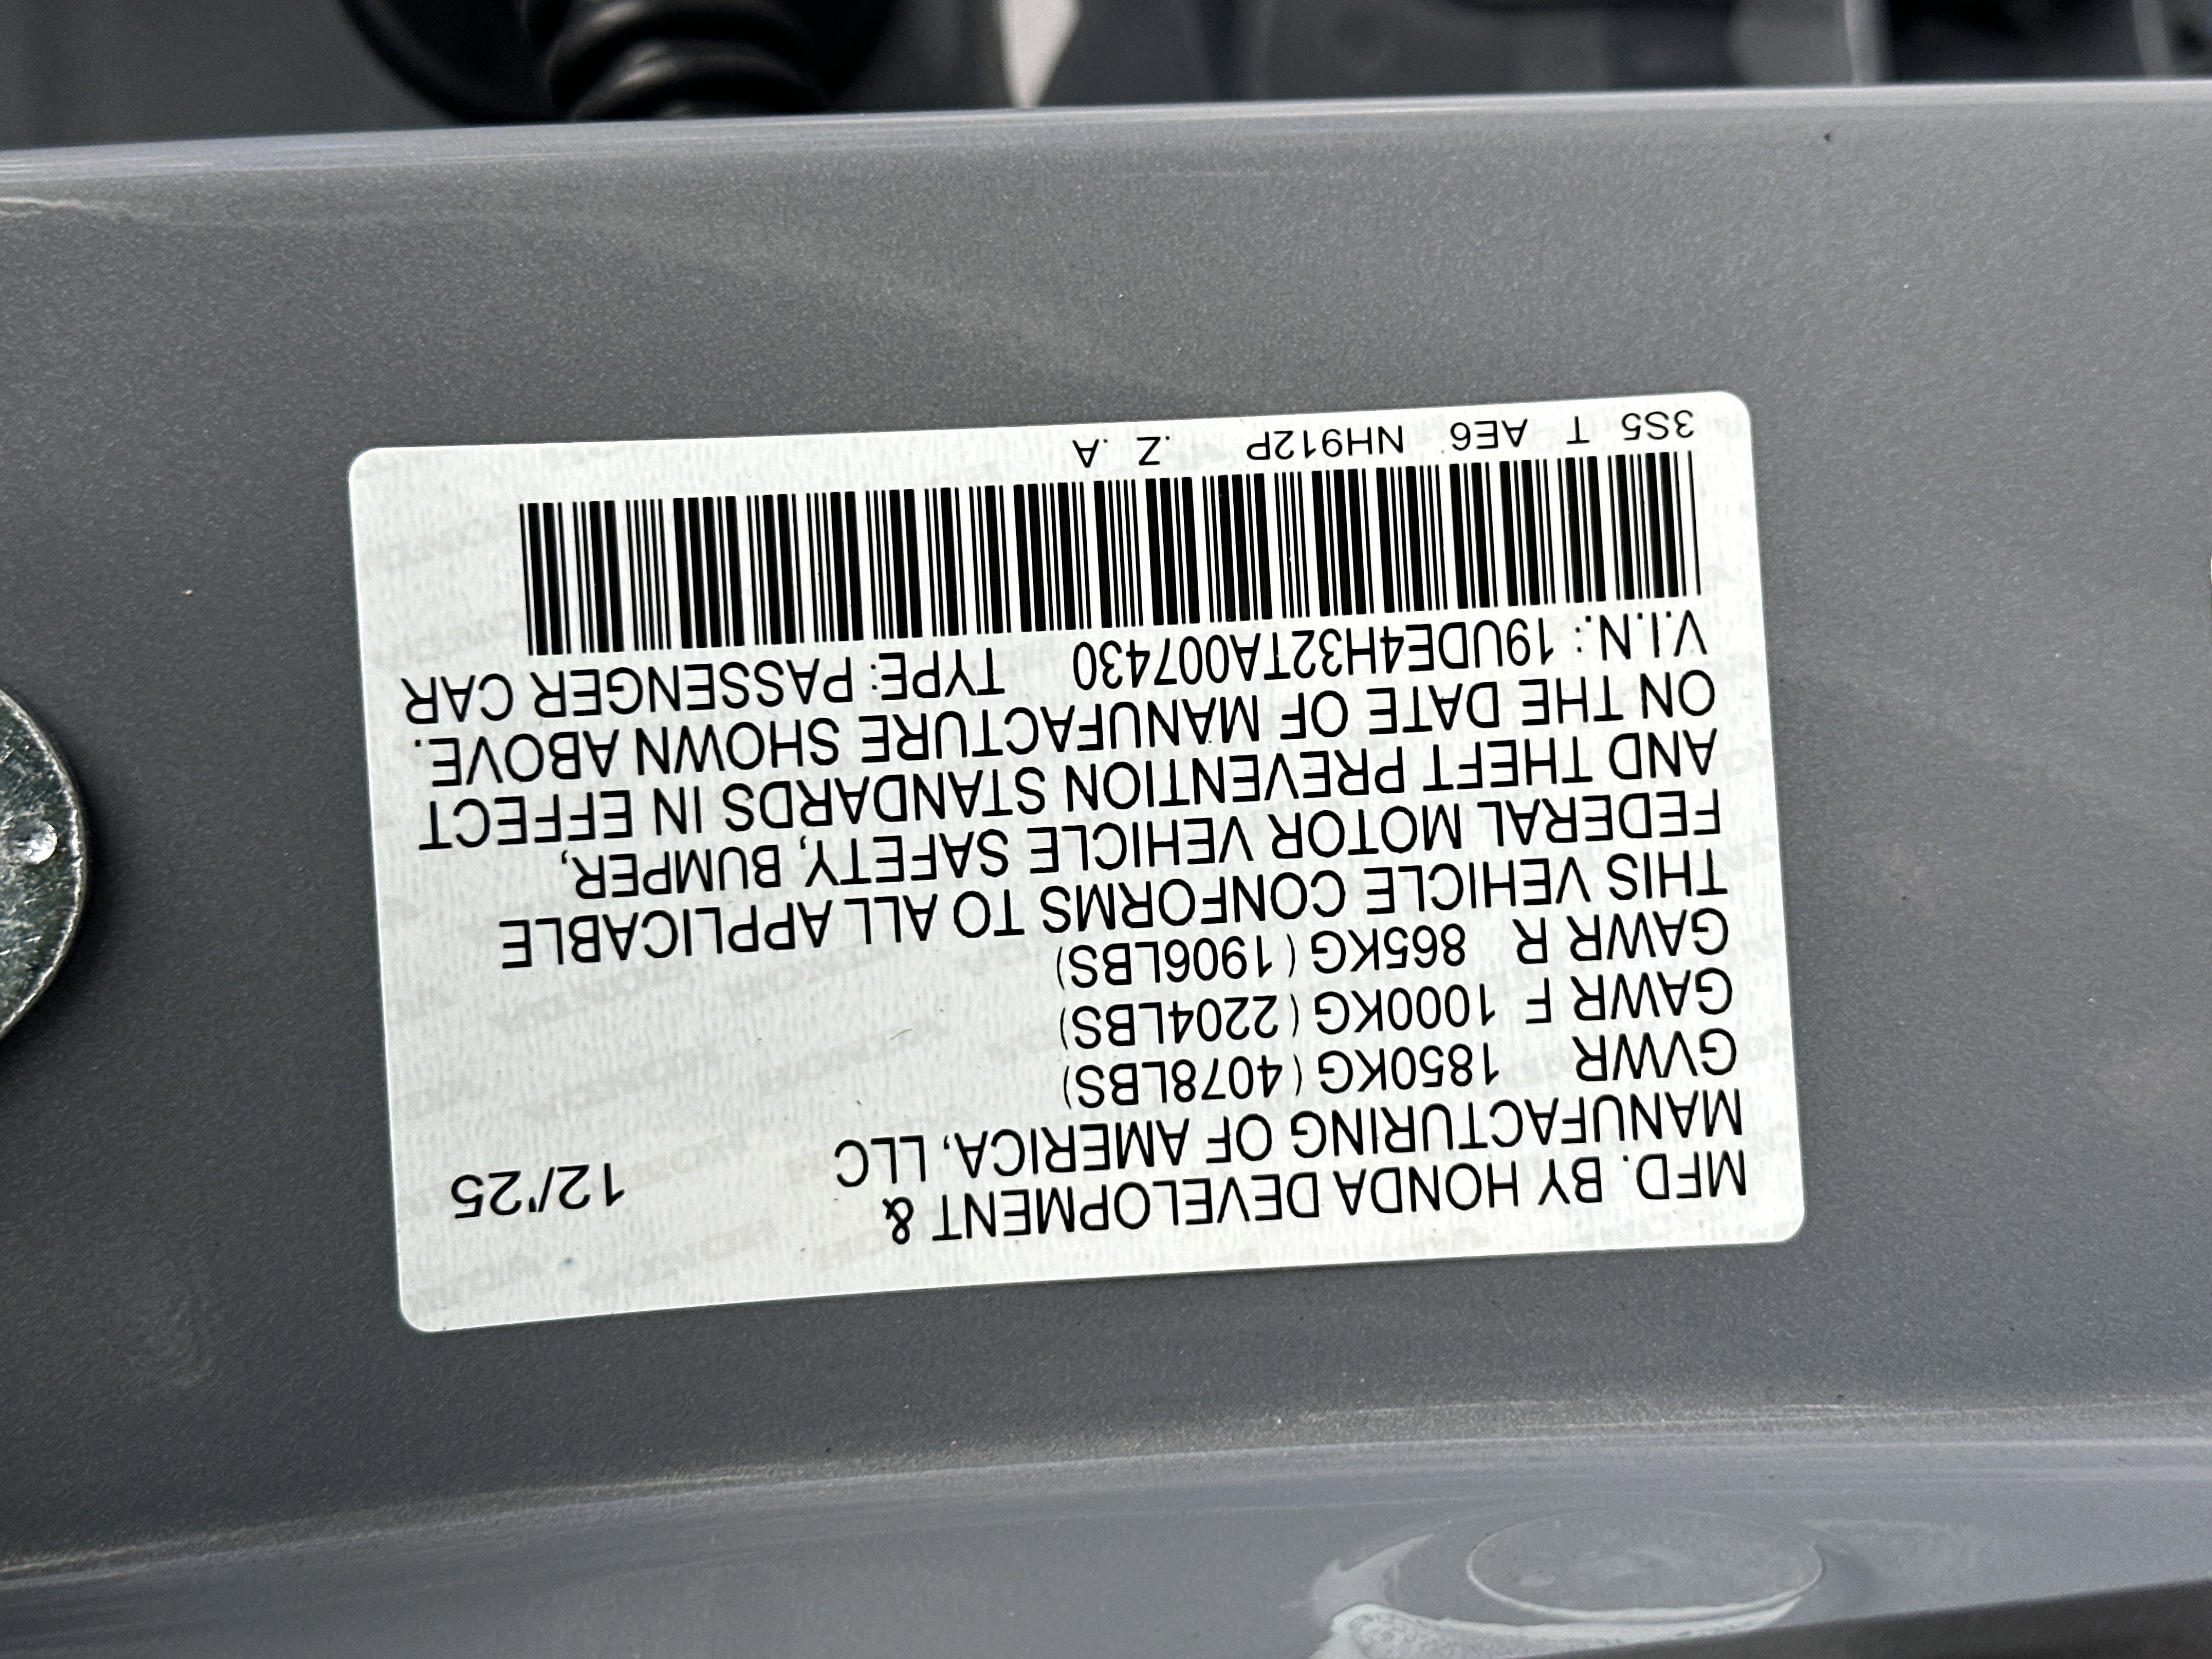 MFD. BY HONDA DEVELOPMENT &
MANUFACTURING OF AMERICA, LLC 12/'25
GVWR 1850KG (4078LBS)
GAWR F 1000KG (2204LBS)
GAWR R 865KG (1906LBS)
THIS VEHICLE CONFORMS TO ALL APPLICABLE
FEDERAL MOTOR VEHICLE SAFETY, BUMPER,
AND THEFT PREVENTION STANDARDS IN EFFECT
ON THE DATE OF MANUFACTURE SHOWN ABOVE.
V.I.N.: 19UDE4H32TA007430 TYPE: PASSENGER CAR
3S5 T AE6 NH912P .Z .A